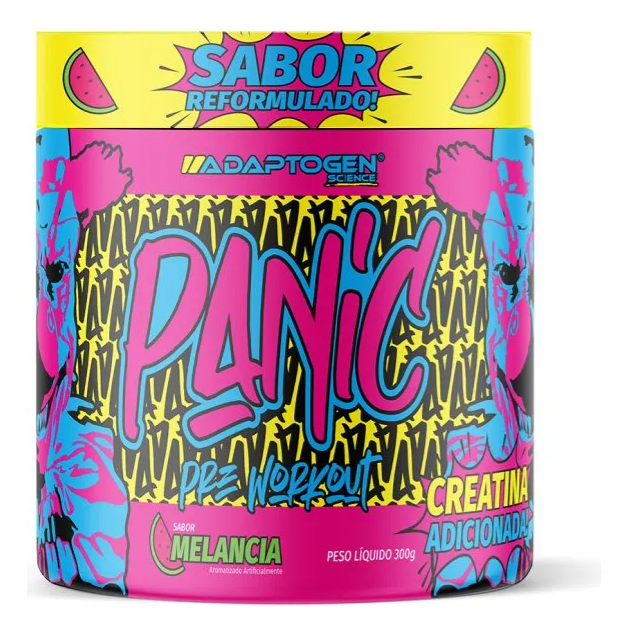 SABOR
REFORMULADO!
ADAPTOGEN®
SCIENCE
PANIC
PRE WORKOUT
CREATINA
ADICIONADA!
SABOR
MELANCIA
Aromatizado Artificialmente
PESO LÍQUIDO 300g